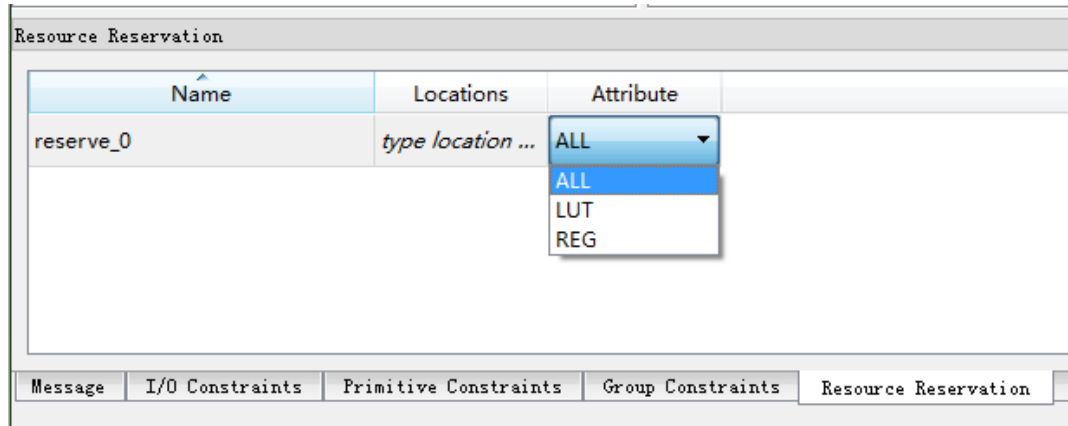 Resource Reservation
Name Locations Attribute
reserve_0 type location ... ALL
ALL
LUT
REG
Message I/O Constraints Primitive Constraints Group Constraints Resource Reservation